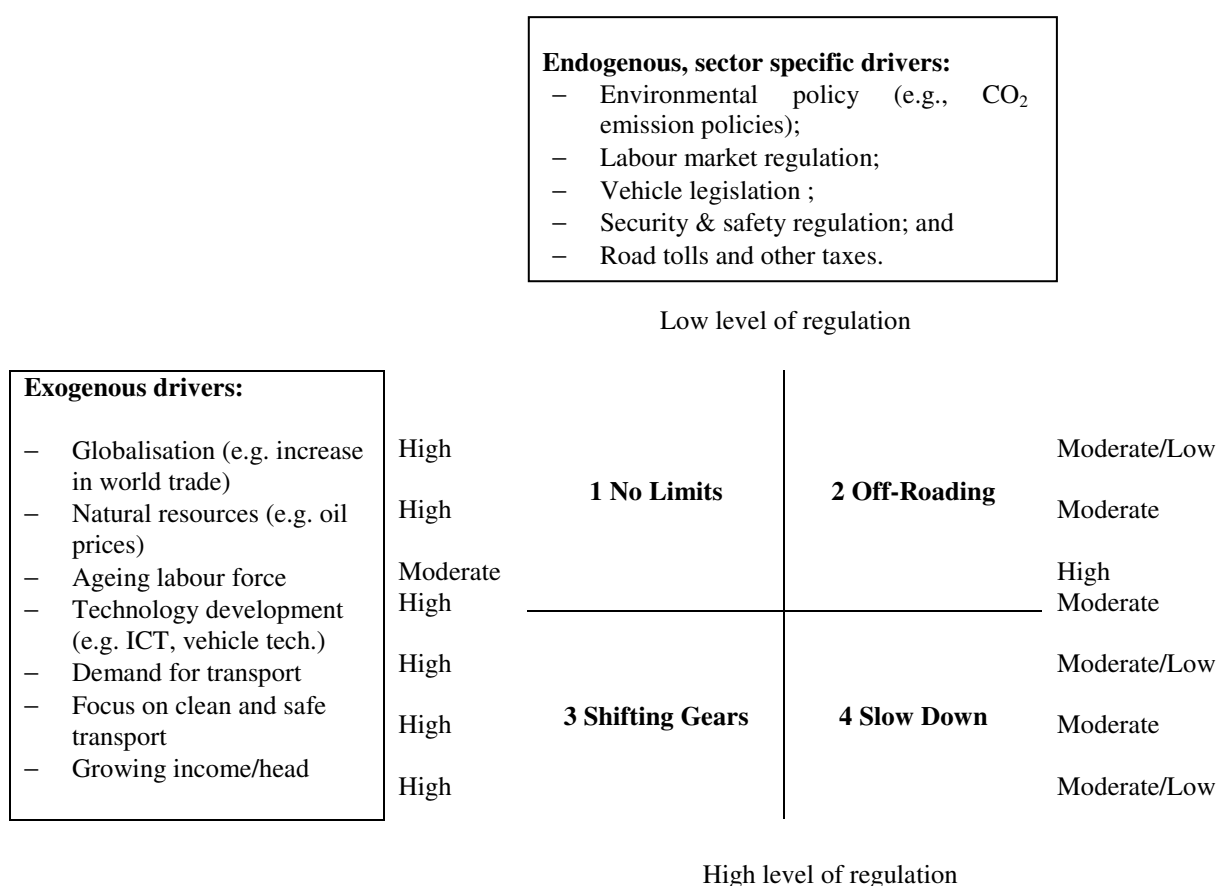 Endogenous, sector specific drivers:
− Environmental policy (e.g., CO₂
emission policies);
− Labour market regulation;
− Vehicle legislation ;
− Security & safety regulation; and
− Road tolls and other taxes.
Low level of regulation
Exogenous drivers:
− Globalisation (e.g. increase
in world trade)
− Natural resources (e.g. oil
prices)
− Ageing labour force
− Technology development
(e.g. ICT, vehicle tech.)
− Demand for transport
− Focus on clean and safe
transport
− Growing income/head
High
High
Moderate
High
High
High
High
1 No Limits
2 Off-Roading
3 Shifting Gears
4 Slow Down
Moderate/Low
Moderate
High
Moderate
Moderate/Low
Moderate
Moderate/Low
High level of regulation